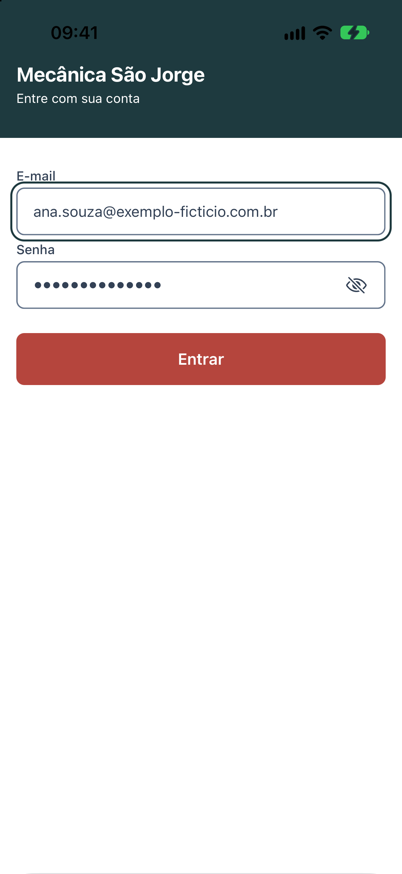 09:41
Mecânica São Jorge
Entre com sua conta
E-mail
ana.souza@exemplo-ficticio.com.br
Senha
••••••••••••••
Entrar